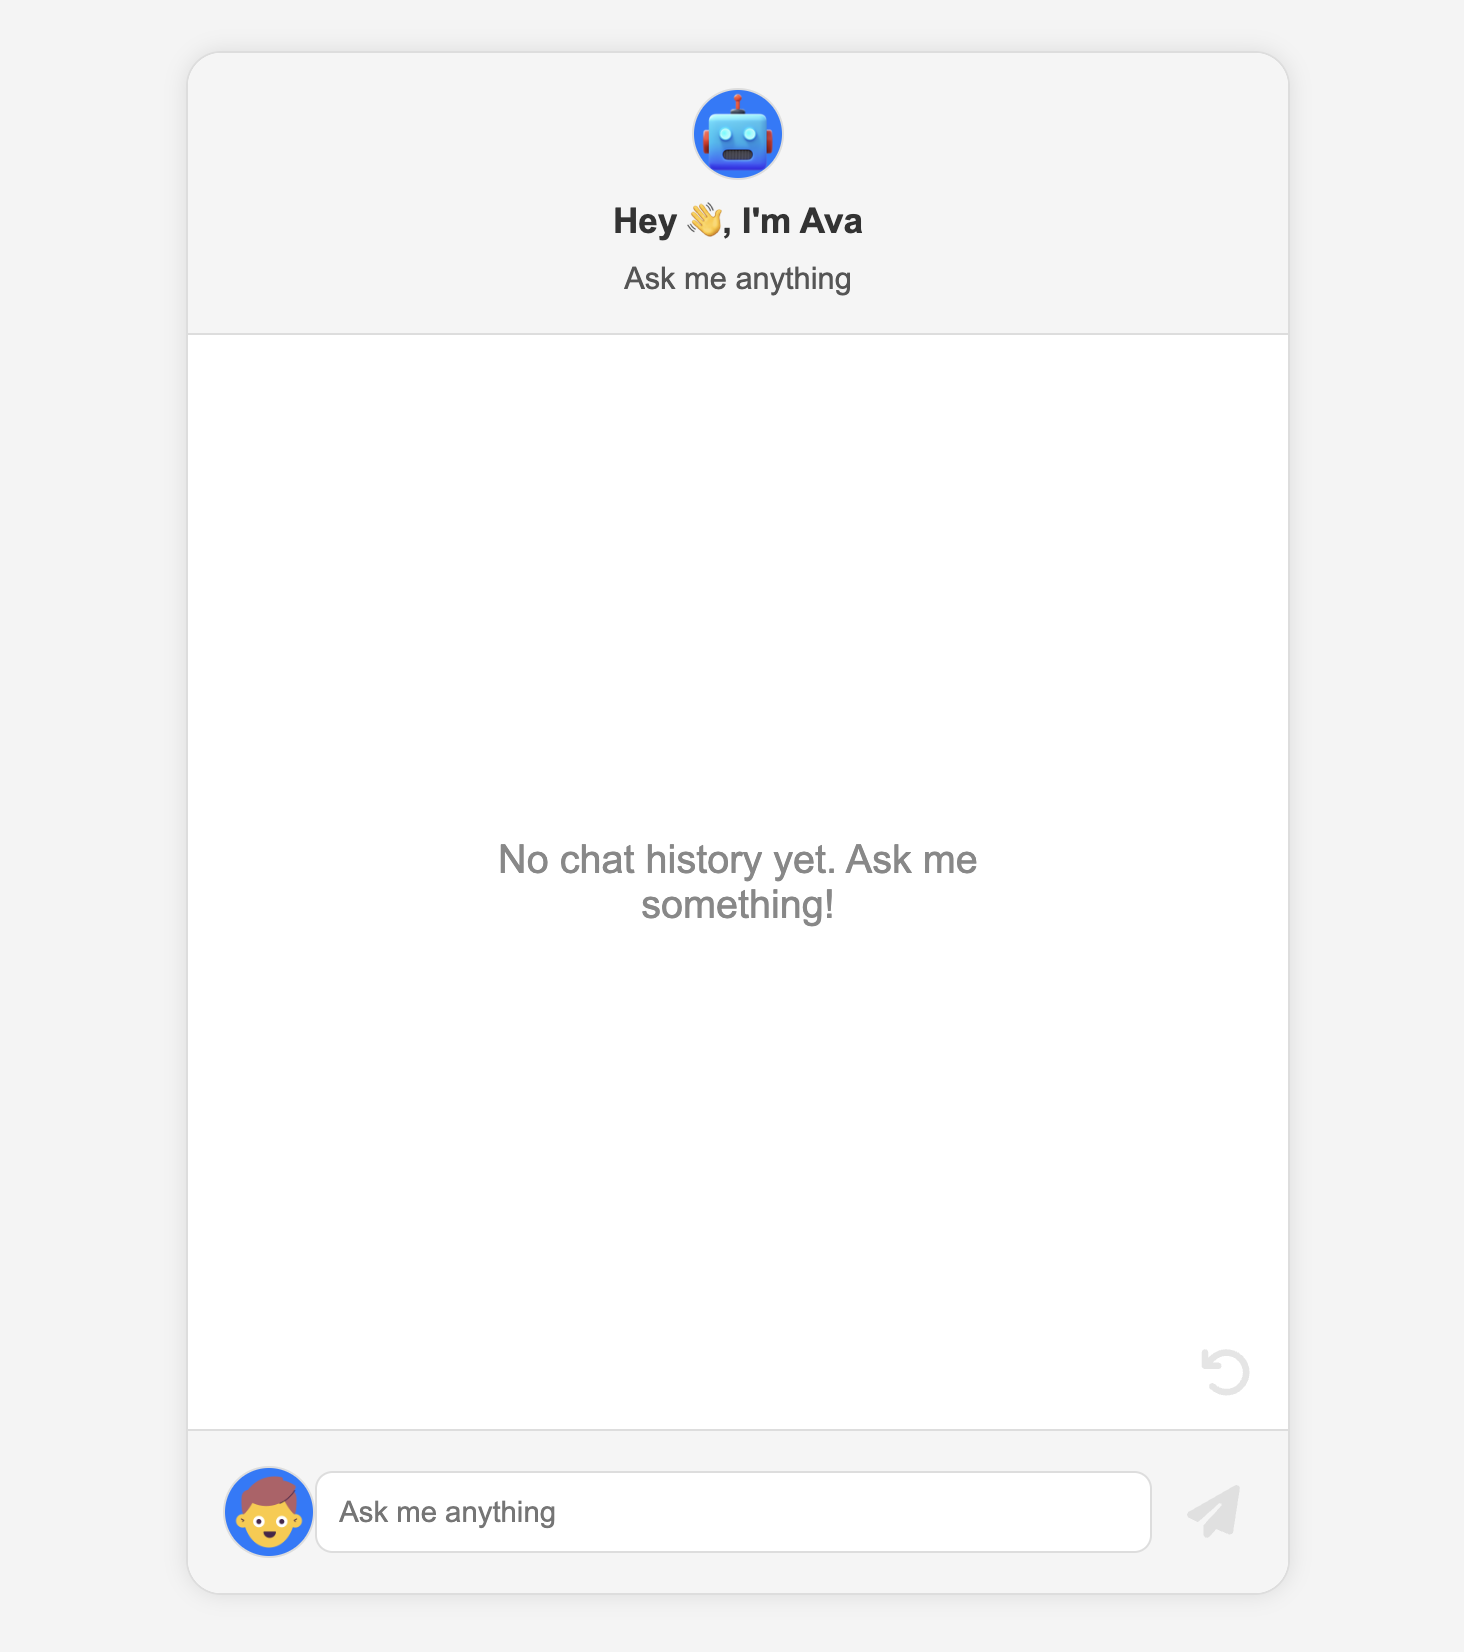 Hey 👋, I'm Ava
Ask me anything
No chat history yet. Ask me
something!
Ask me anything